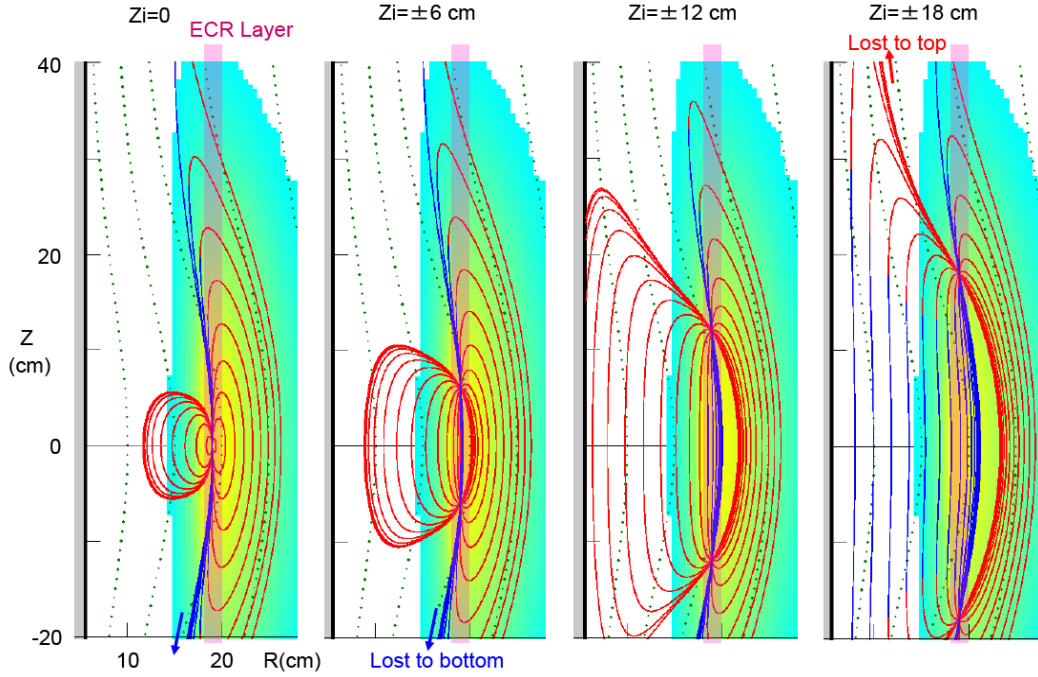 Zi=0
Zi=±6 cm
Zi=±12 cm
Zi=±18 cm
ECR Layer
Lost to top
40
20
Z
(cm)
0
-20
10
20
R(cm)
Lost to bottom